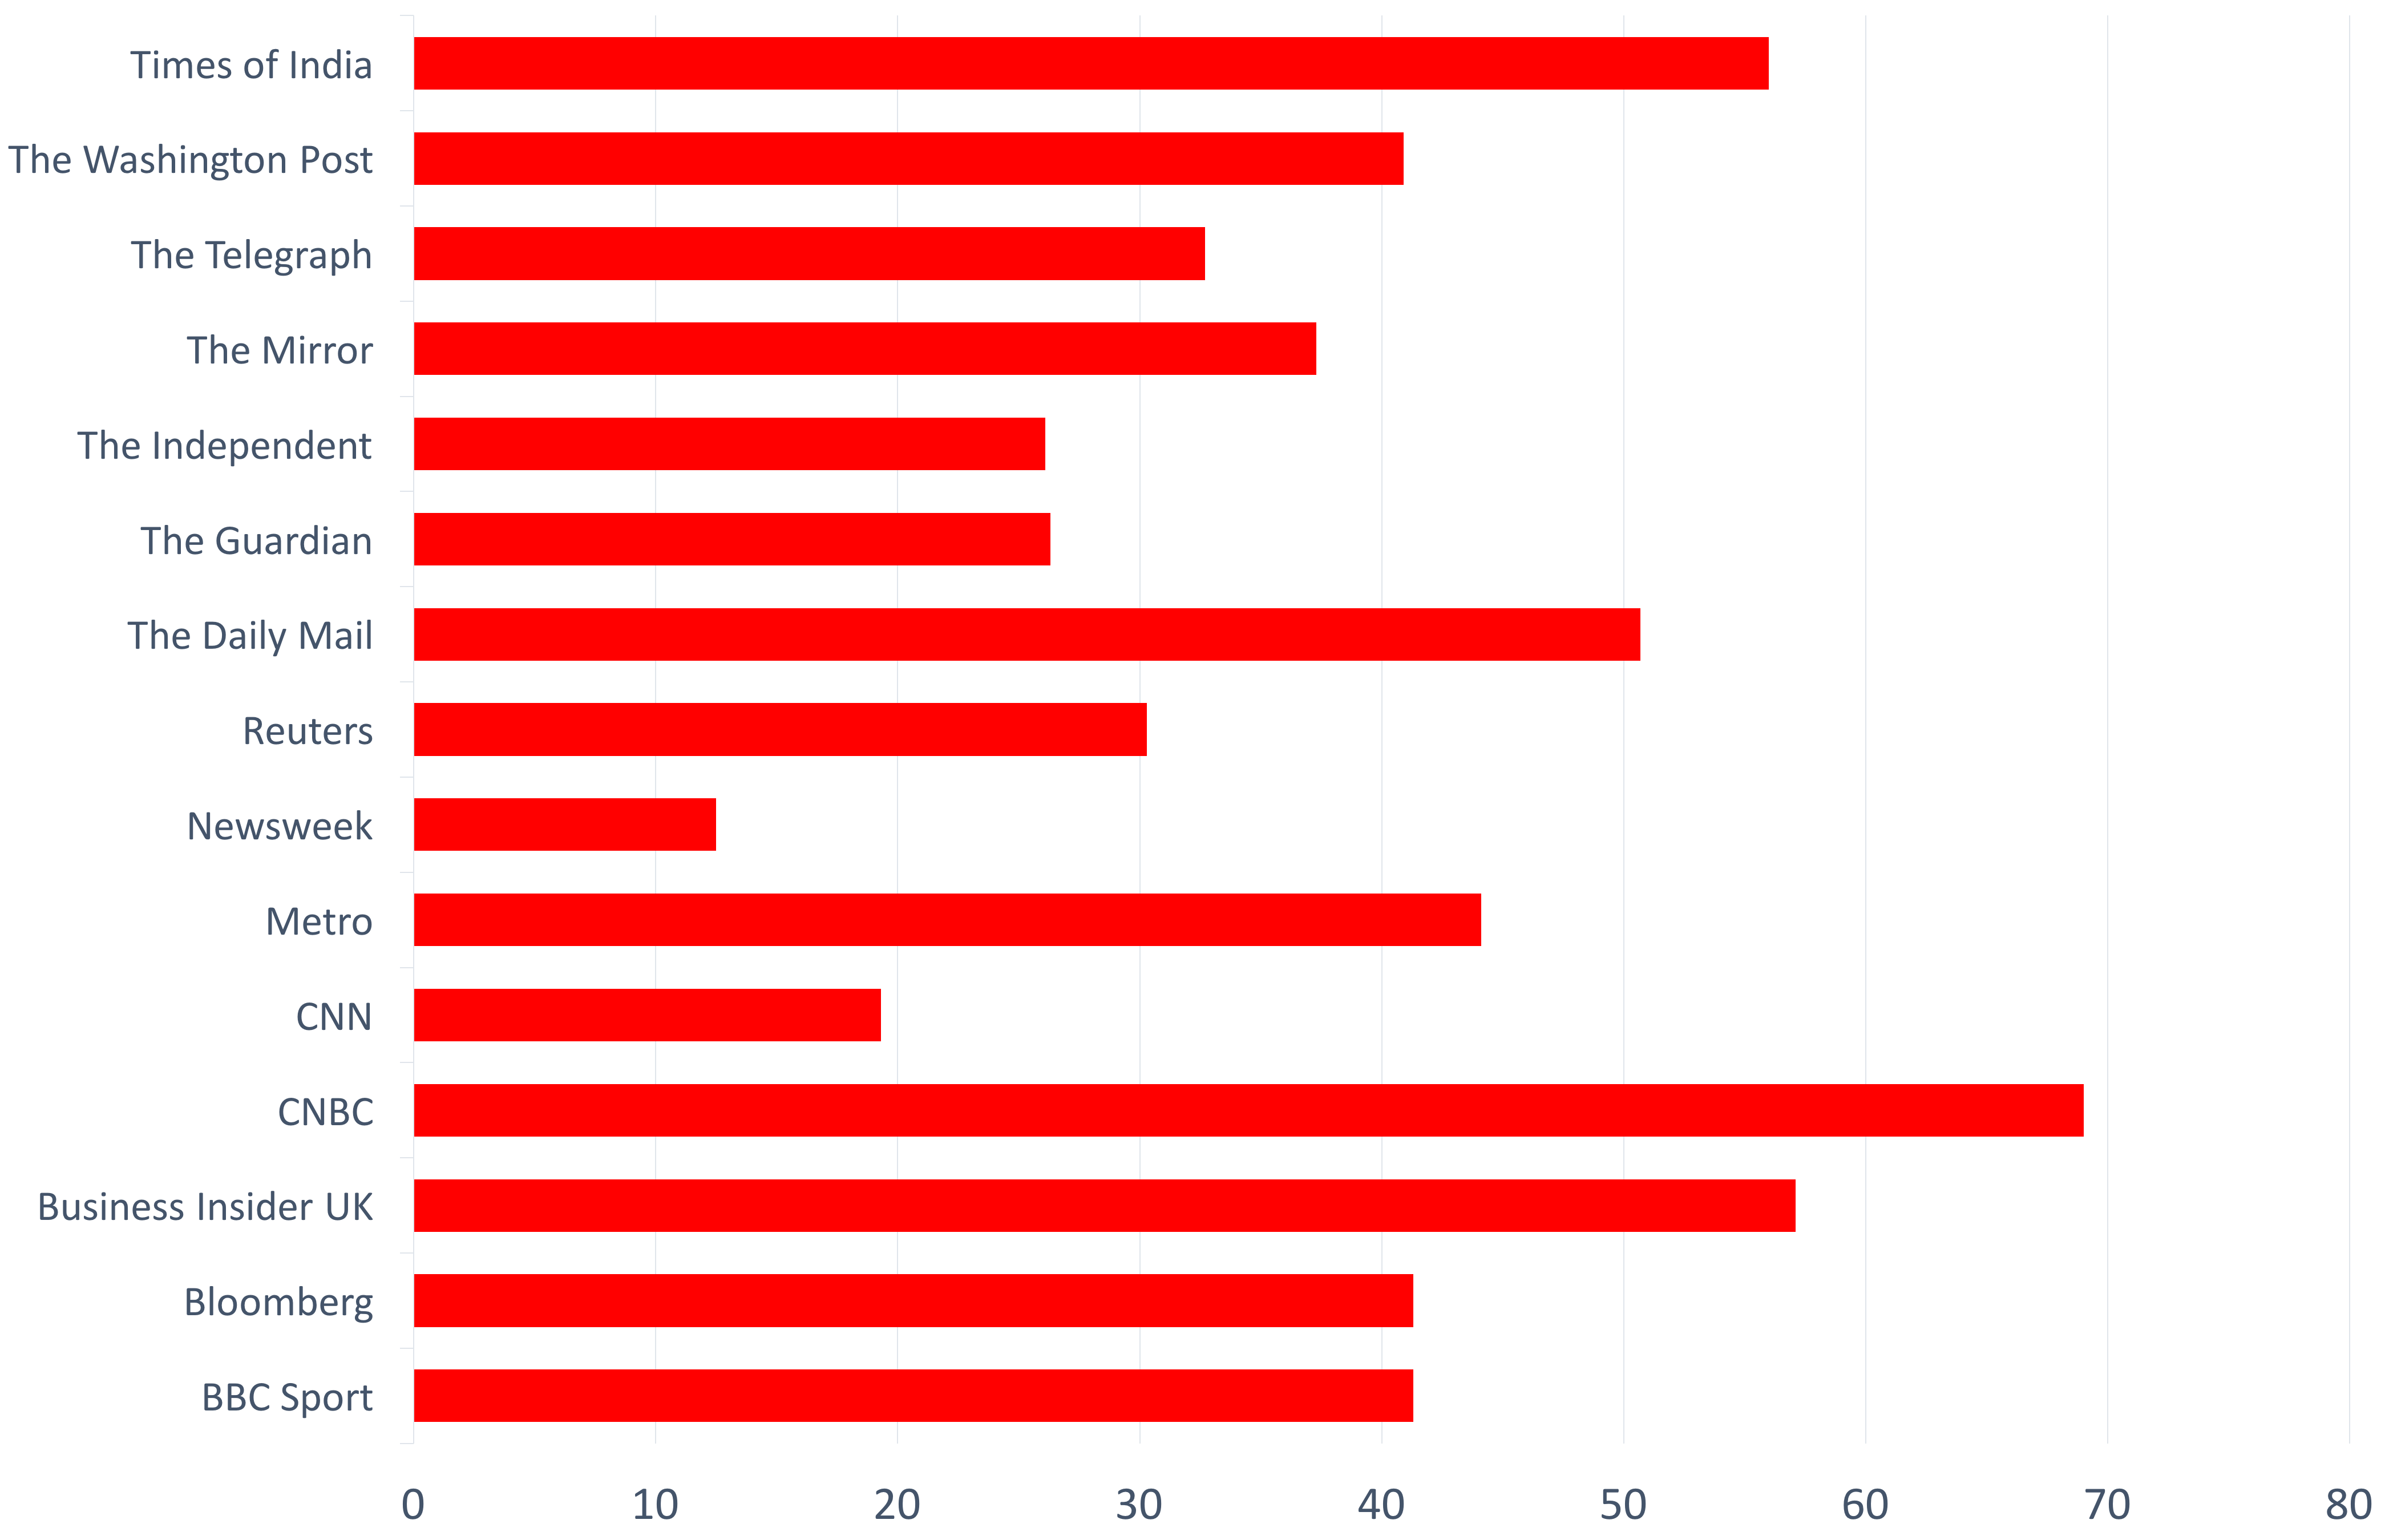 Times of India
The Washington Post
The Telegraph
The Mirror
The Independent
The Guardian
The Daily Mail
Reuters
Newsweek
Metro
CNN
CNBC
Business Insider UK
Bloomberg
BBC Sport
0 10 20 30 40 50 60 70 80